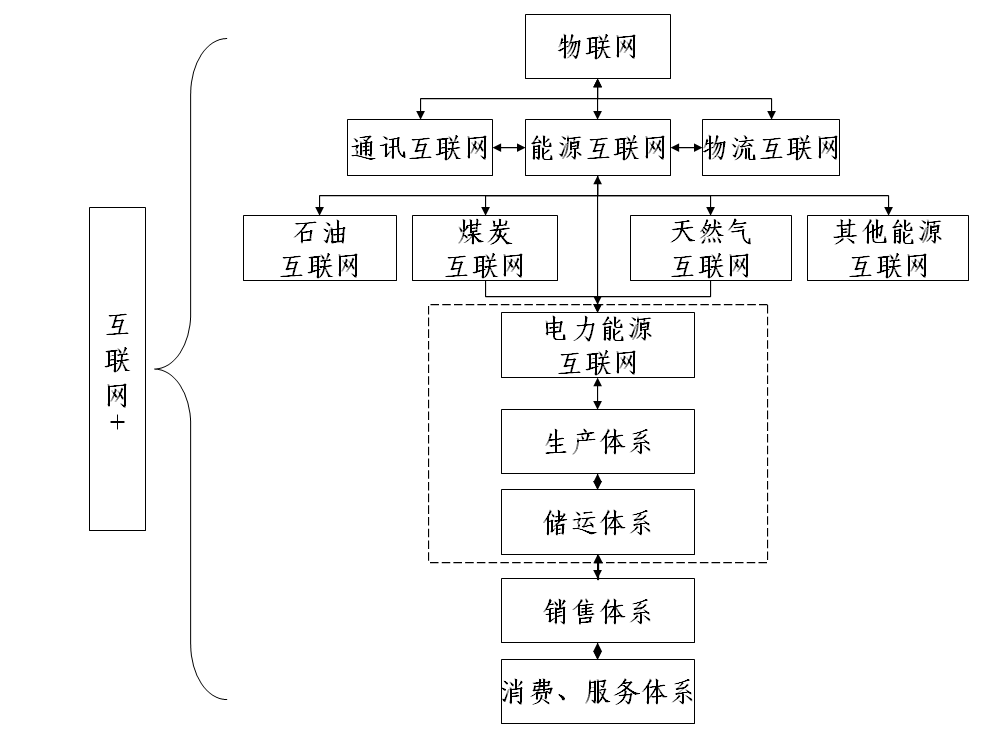 物联网
通讯互联网
能源互联网
物流互联网
石油
互联网
煤炭
互联网
天然气
互联网
其他能源
互联网
互
联
网
+
电力能源
互联网
生产体系
储运体系
销售体系
消费、服务体系